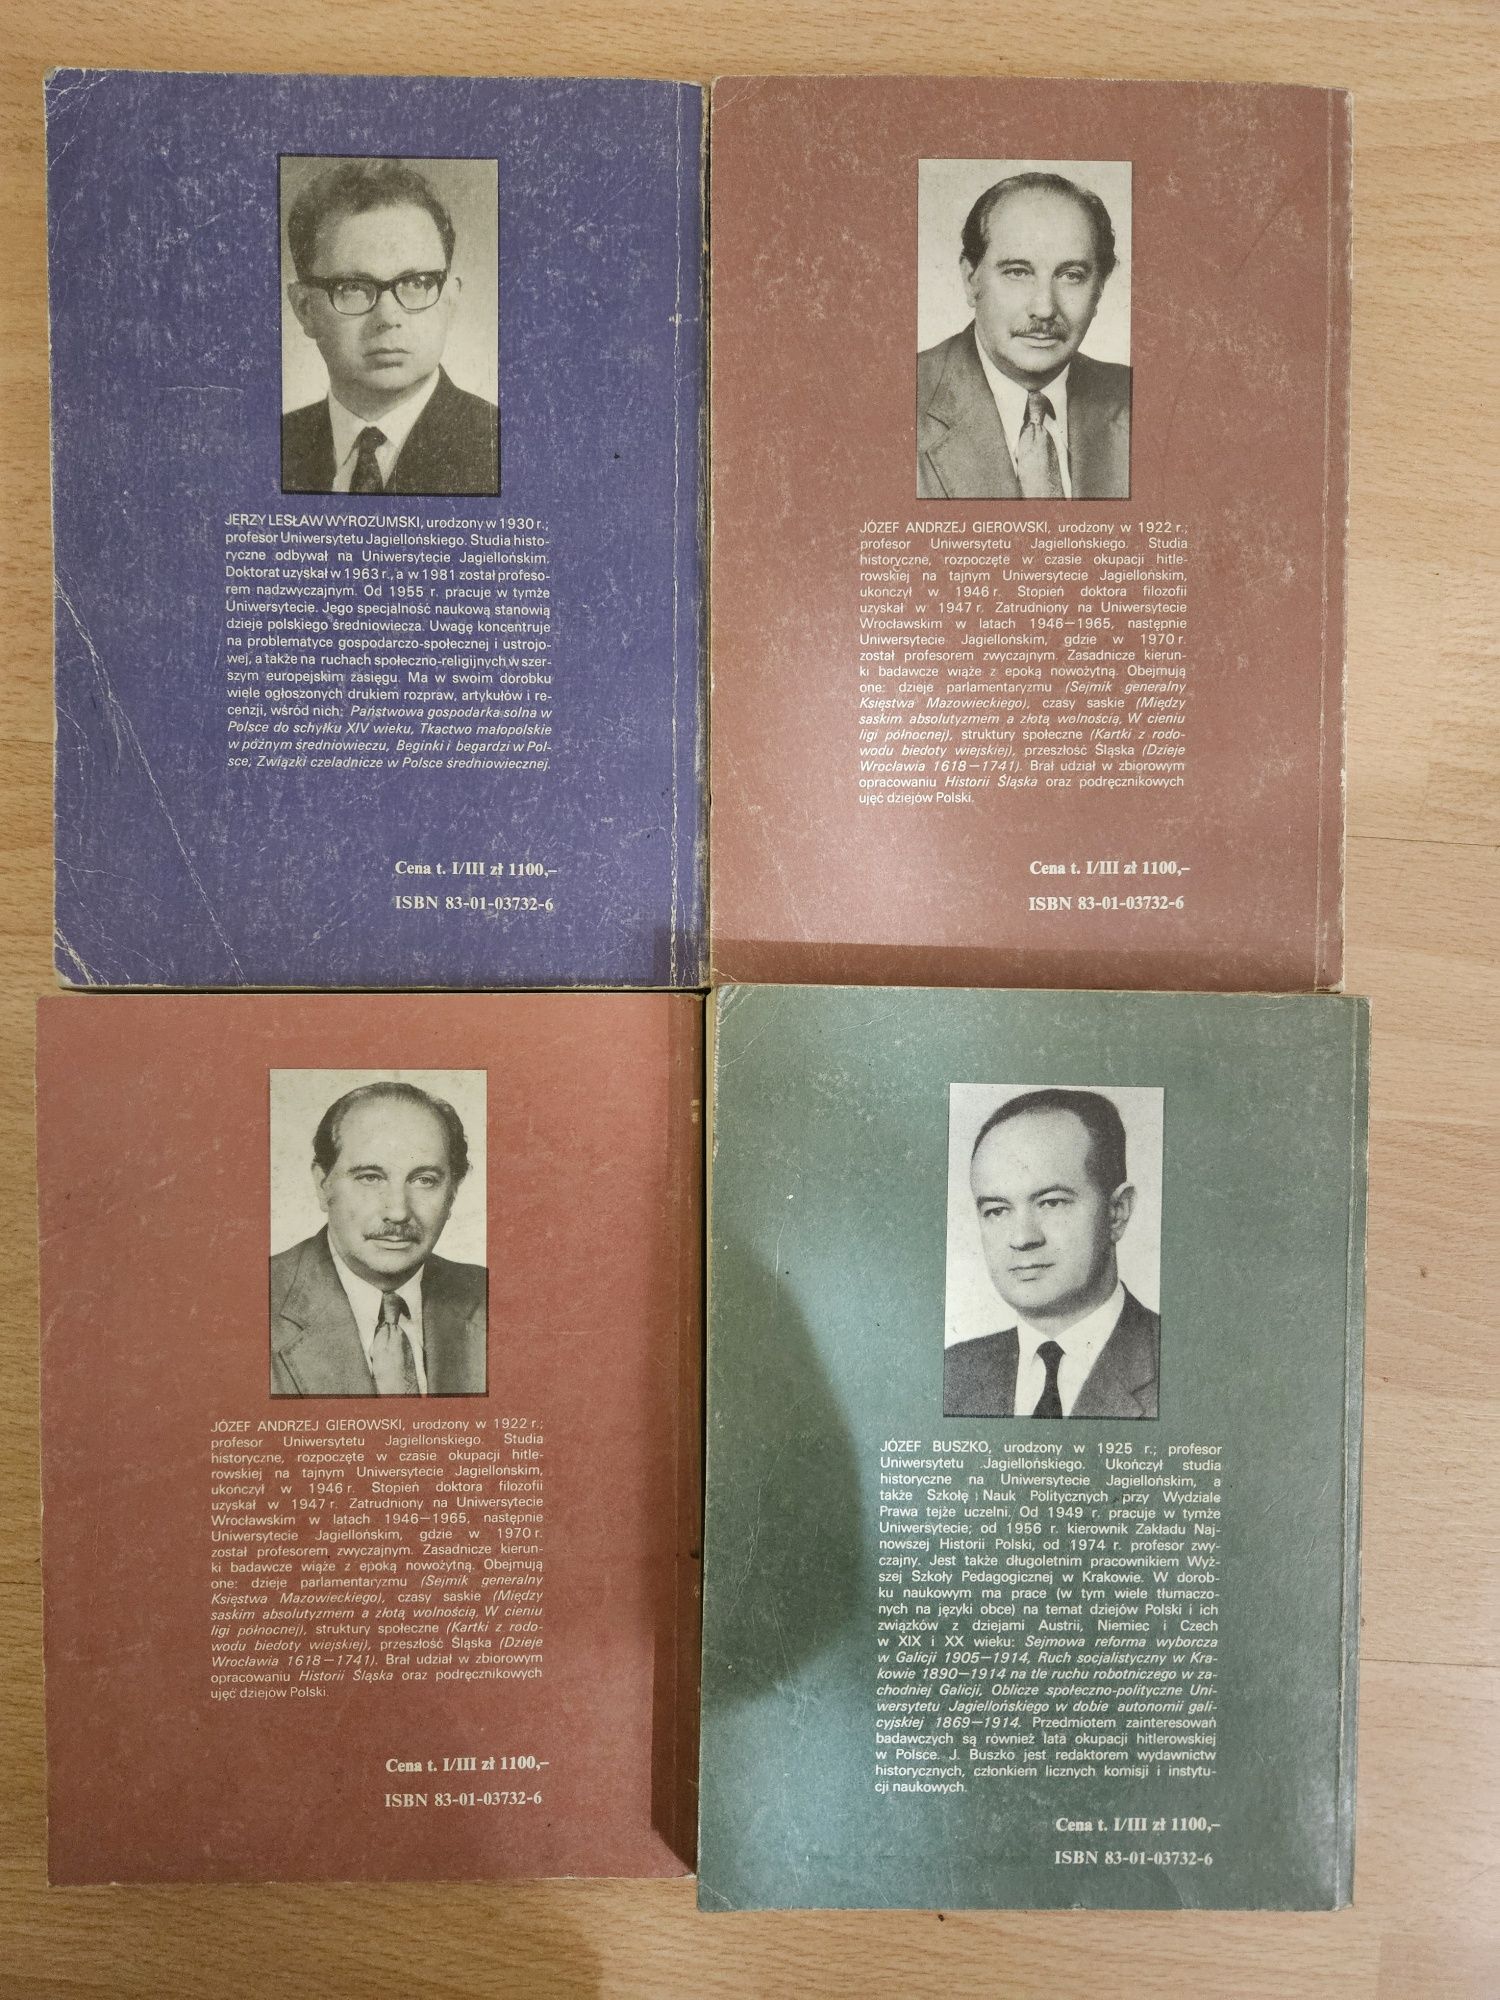 JERZY LESŁAW WYROZUMSKI, urodzony w 1930 r.;
profesor Uniwersytetu Jagiellońskiego. Studia histo-
ryczne odbywał na Uniwersytecie Jagiellońskim.
Doktorat uzyskał w 1963 r., a w 1981 został profeso-
rem nadzwyczajnym. Od 1955 r. pracuje w tymże
Uniwersytecie. Jego specjalność naukową stanowią
dzieje polskiego średniowiecza. Uwagę koncentruje
na problematyce gospodarczo-społecznej i ustrojo-
wej, a także na ruchach społeczno-religijnych w szer-
szym europejskim zasięgu. Ma w swoim dorobku
wiele ogłoszonych drukiem rozpraw, artykułów i re-
cenzji, wśród nich: Państwowa gospodarka solna w
Polsce do schyłku XIV wieku, Tkactwo małopolskie
w późnym średniowieczu, Beginki i begardzi w Pol-
sce, Związki czeladnicze w Polsce średniowiecznej.
Cena t. I/III zł 1100,–
ISBN 83-01-03732-6
JÓZEF ANDRZEJ GIEROWSKI, urodzony w 1922 r.;
profesor Uniwersytetu Jagiellońskiego. Studia
historyczne, rozpoczęte w czasie okupacji hitle-
rowskiej na tajnym Uniwersytecie Jagiellońskim,
ukończył w 1946 r. Stopień doktora filozofii
uzyskał w 1947 r. Zatrudniony na Uniwersytecie
Wrocławskim w latach 1946—1965, następnie
Uniwersytecie Jagiellońskim, gdzie w 1970 r.
został profesorem zwyczajnym. Zasadnicze kierun-
ki badawcze wiąże z epoką nowożytną. Obejmują
one: dzieje parlamentaryzmu (Sejmik generalny
Księstwa Mazowieckiego), czasy saskie (Między
saskim absolutyzmem a złotą wolnością, W cieniu
ligi północnej), struktury społeczne (Kartki z rodo-
wodu biedoty wiejskiej), przeszłość Śląska (Dzieje
Wrocławia 1618—1741). Brał udział w zbiorowym
opracowaniu Historii Śląska oraz podręcznikowych
ujęć dziejów Polski.
Cena t. I/III zł 1100,–
ISBN 83-01-03732-6
JÓZEF ANDRZEJ GIEROWSKI, urodzony w 1922 r.;
profesor Uniwersytetu Jagiellonskiego. Studia
historyczne, rozpoczęte w czasie okupacji hitle-
rowskiej na tajnym Uniwersytecie Jagiellońskim,
ukończył w 1946 r. Stopień doktora filozofii
uzyskał w 1947 r. Zatrudniony na Uniwersytecie
Wrocławskim w latach 1946—1965, następnie
Uniwersytecie Jagiellońskim, gdzie w 1970 r.
został profesorem zwyczajnym. Zasadnicze kierun-
ki badawcze wiąże z epoką nowożytną. Obejmują
one: dzieje parlamentaryzmu (Sejmik generalny
Księstwa Mazowieckiego), czasy saskie (Między
saskim absolutyzmem a złotą wolnością, W cieniu
ligi północnej), struktury społeczne (Kartki z rodo-
wodu biedoty wiejskiej), przeszłość Śląska (Dzieje
Wrocławia 1618—1741). Brał udział w zbiorowym
opracowaniu Historii Śląska oraz podręcznikowych
ujęć dziejów Polski.
Cena t. I/III zł 1100,–
ISBN 83-01-03732-6
JÓZEF BUSZKO, urodzony w 1925 r.; profesor
Uniwersytetu Jagiellońskiego. Ukończył studia
historyczne na Uniwersytecie Jagiellońskim, a
także Szkołę Nauk Politycznych przy Wydziale
Prawa tejże uczelni. Od 1949 r. pracuje w tymże
Uniwersytecie; od 1956 r. kierownik Zakładu Naj-
nowszej Historii Polski, od 1974 r. profesor zwy-
czajny. Jest także długoletnim pracownikiem Wyż-
szej Szkoły Pedagogicznej w Krakowie. W dorob-
ku naukowym ma prace (w tym wiele tłumaczo-
nych na języki obce) na temat dziejów Polski i ich
związków z dziejami Austrii, Niemiec i Czech
w XIX i XX wieku: Sejmowa reforma wyborcza
w Galicji 1905—1914, Ruch socjalistyczny w Kra-
kowie 1890—1914 na tle ruchu robotniczego w za-
chodniej Galicji, Oblicze społeczno-polityczne Uni-
wersytetu Jagiellońskiego w dobie autonomii gali-
cyjskiej 1869—1914. Przedmiotem zainteresowań
badawczych są również lata okupacji hitlerowskiej
w Polsce. J. Buszko jest redaktorem wydawnictw
historycznych, członkiem licznych komisji i instytu-
cji naukowych.
Cena t. I/III zł 1100,–
ISBN 83-01-03732-6